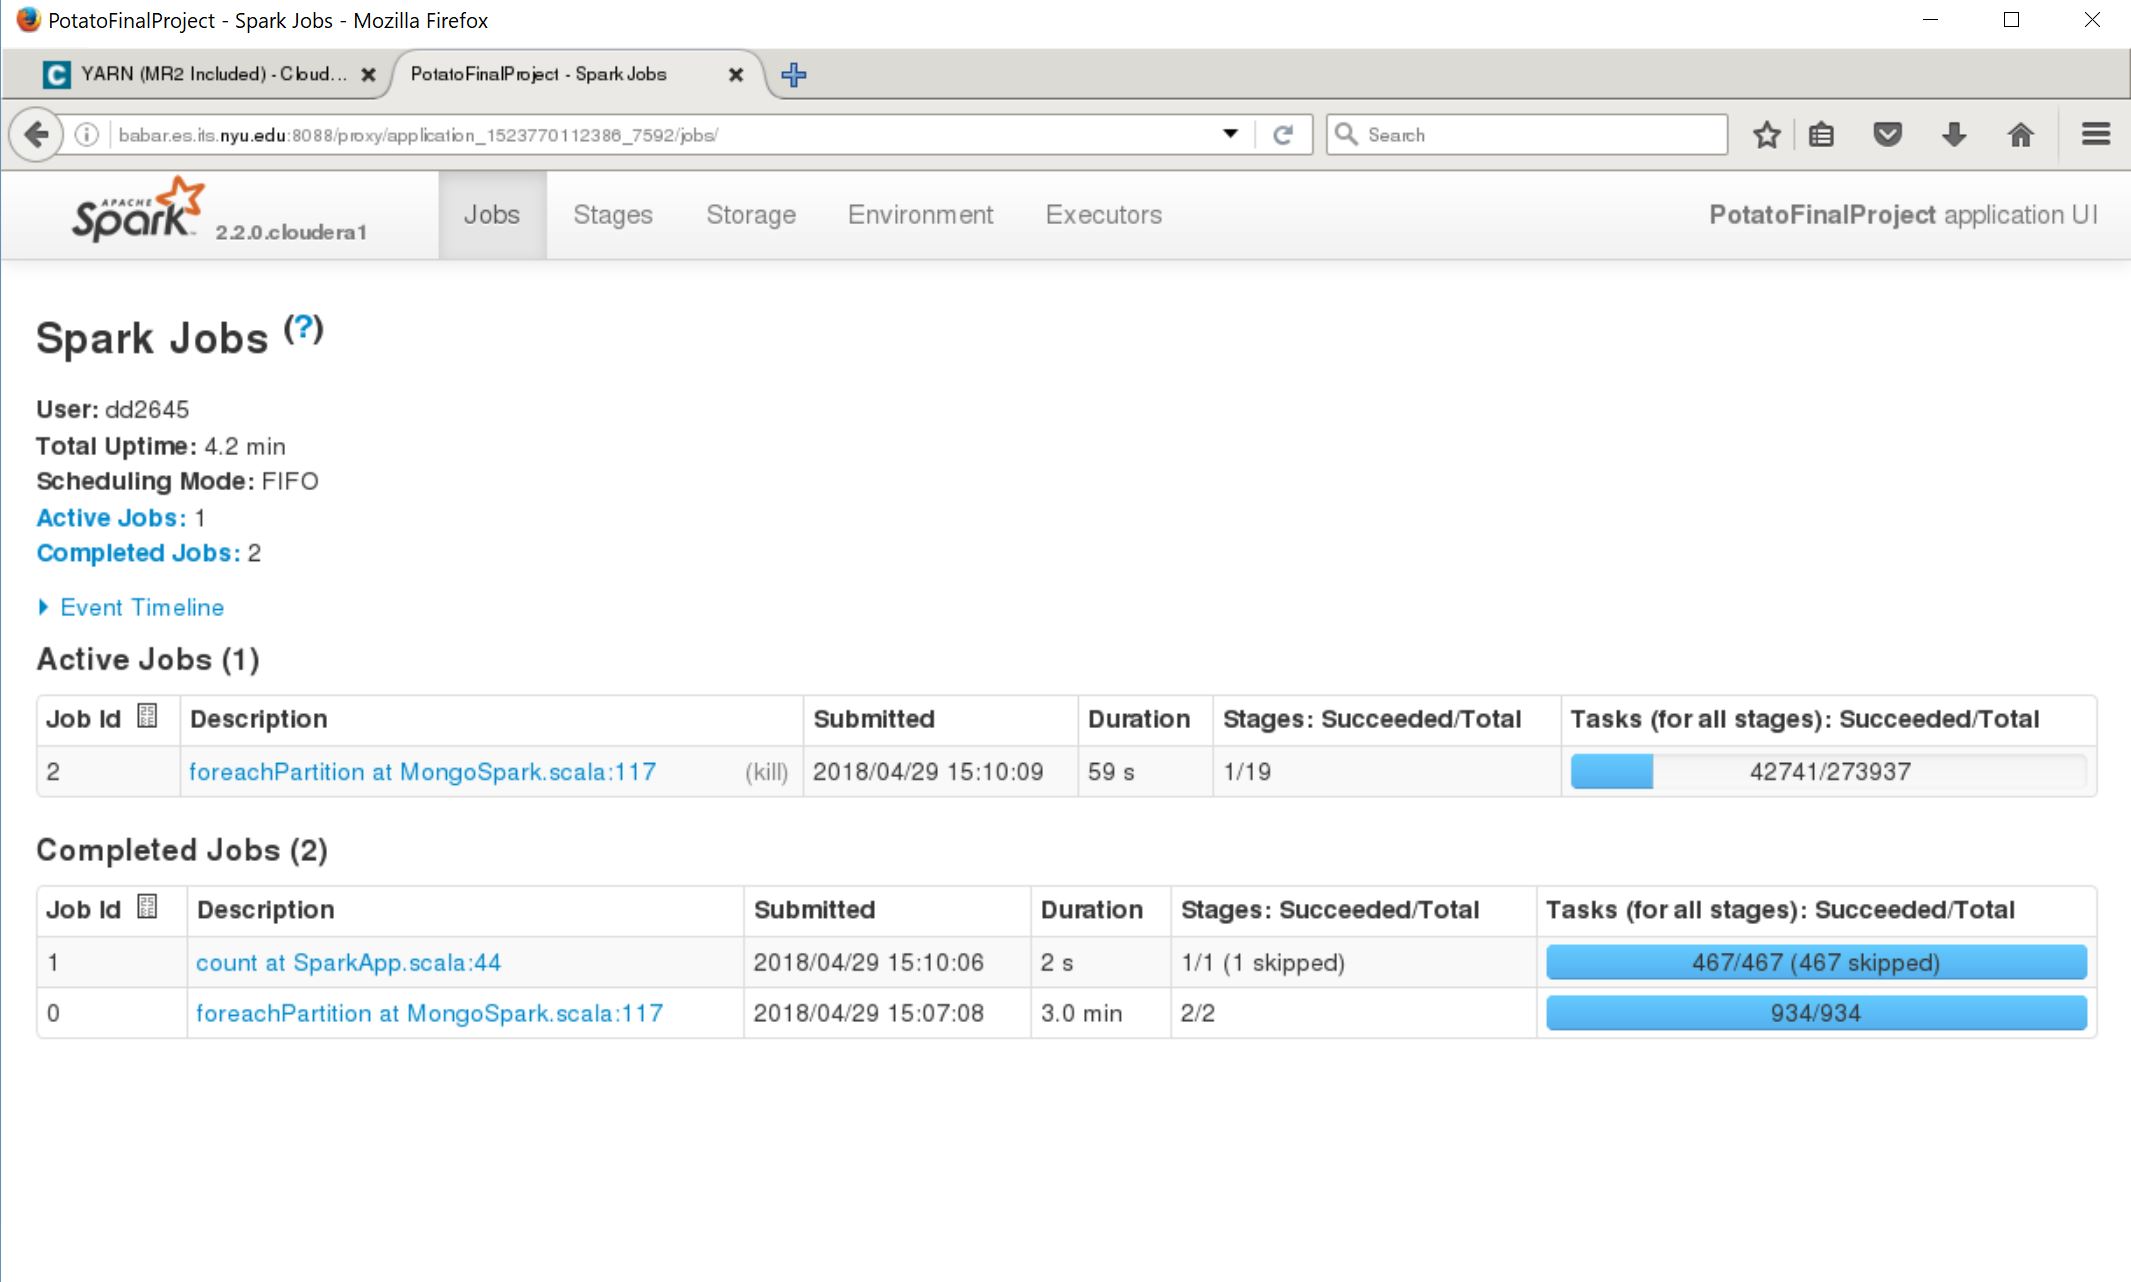 PotatoFinalProject - Spark Jobs - Mozilla Firefox
YARN (MR2 Included) - Cloud... PotatoFinalProject - Spark Jobs
babar.es.its.nyu.edu:8088/proxy/application_1523770112386_7592/jobs/ Search
APACHE Spark 2.2.0.cloudera1 Jobs Stages Storage Environment Executors PotatoFinalProject application UI
Spark Jobs (?)
User: dd2645
Total Uptime: 4.2 min
Scheduling Mode: FIFO
Active Jobs: 1
Completed Jobs: 2
Event Timeline
Active Jobs (1)
Job Id Description Submitted Duration Stages: Succeeded/Total Tasks (for all stages): Succeeded/Total
2 foreachPartition at MongoSpark.scala:117 (kill) 2018/04/29 15:10:09 59 s 1/19 42741/273937
Completed Jobs (2)
Job Id Description Submitted Duration Stages: Succeeded/Total Tasks (for all stages): Succeeded/Total
1 count at SparkApp.scala:44 2018/04/29 15:10:06 2 s 1/1 (1 skipped) 467/467 (467 skipped)
0 foreachPartition at MongoSpark.scala:117 2018/04/29 15:07:08 3.0 min 2/2 934/934